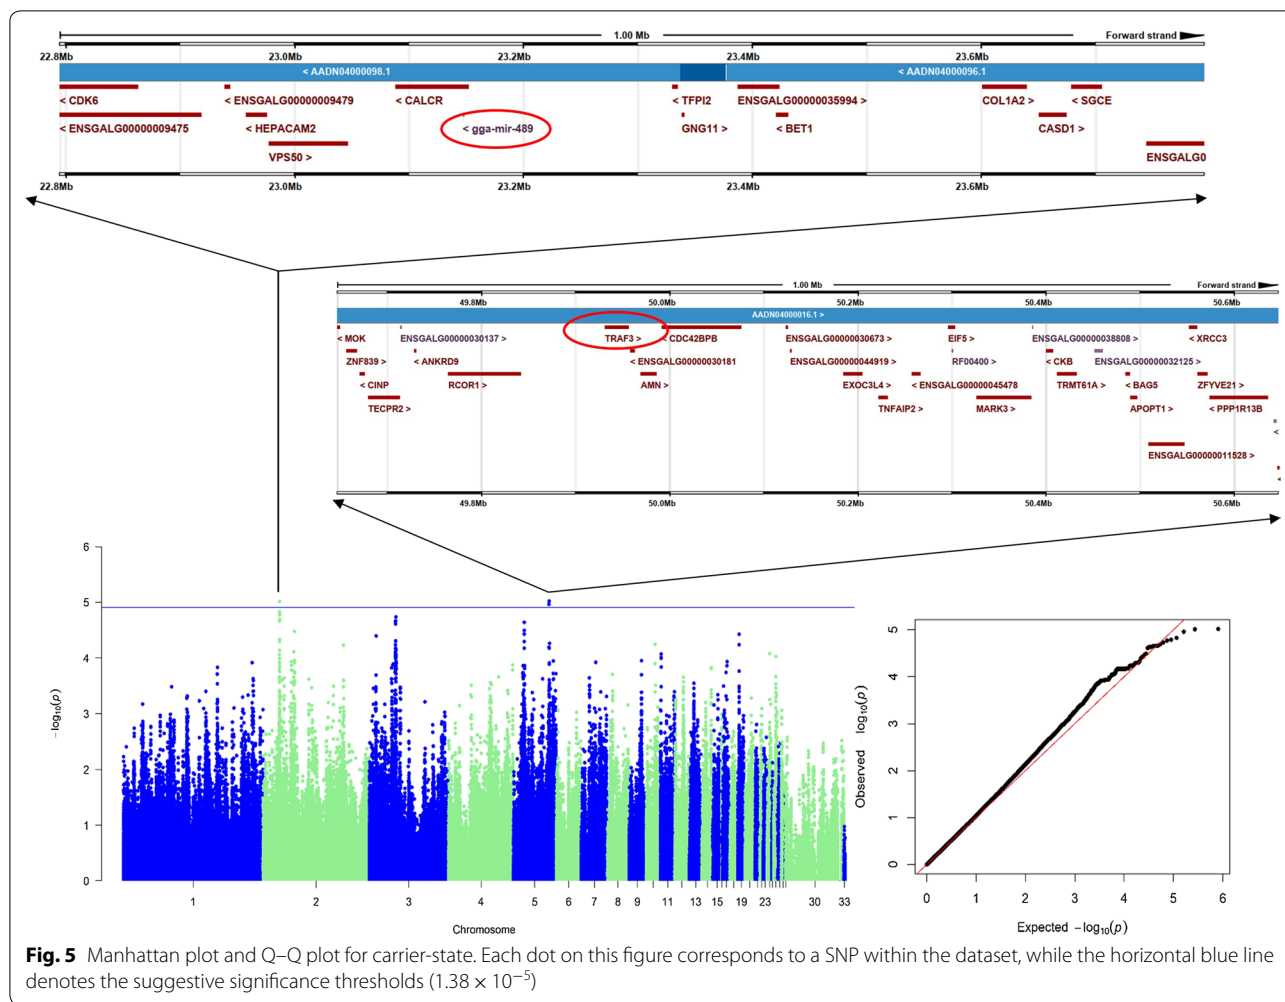 1.00 Mb Forward strand
22.8Mb 23.0Mb 23.2Mb 23.4Mb 23.6Mb
< AADN04000098.1 < AADN04000096.1
< CDK6 < ENSGALG00000009479 < CALCR < TFPI2 ENSGALG00000035994 > COL1A2 > < SGCE
< ENSGALG00000009475 < HEPACAM2 < gga-mir-489 GNG11 > < BET1 CASD1 >
VPS50 > ENSGALG0
22.8Mb 23.0Mb 23.2Mb 23.4Mb 23.6Mb
1.00 Mb Forward strand
49.8Mb 50.0Mb 50.2Mb 50.4Mb 50.6Mb
AADN04000016.1 >
< MOK ENSGALG00000030137 > TRAF3 > < CDC42BPB ENSGALG00000030673 > EIF5 > ENSGALG00000038808 > < XRCC3
ZNF839 > < ANKRD9 < ENSGALG00000030181 ENSGALG00000044919 > RF00400 > < CKB ENSGALG00000032125 >
< CINP RCOR1 > AMN > EXOC3L4 > < ENSGALG00000045478 TRMT61A > < BAG5 ZFYVE21 >
TECPR2 > TNFAIP2 > MARK3 > APOPT1 > < PPP1R13B
<
ENSGALG00000011528 >
<
49.8Mb 50.0Mb 50.2Mb 50.4Mb 50.6Mb
6
5
4
3
2
1
0
−log10(p)
1 2 3 4 5 6 7 8 9 11 13 15 17 19 23 30 33
Chromosome
5
4
3
2
1
0
Observed log10(p)
0 1 2 3 4 5 6
Expected −log10(p)
Fig. 5 Manhattan plot and Q–Q plot for carrier-state. Each dot on this figure corresponds to a SNP within the dataset, while the horizontal blue line
denotes the suggestive significance thresholds (1.38 × 10⁻⁵)